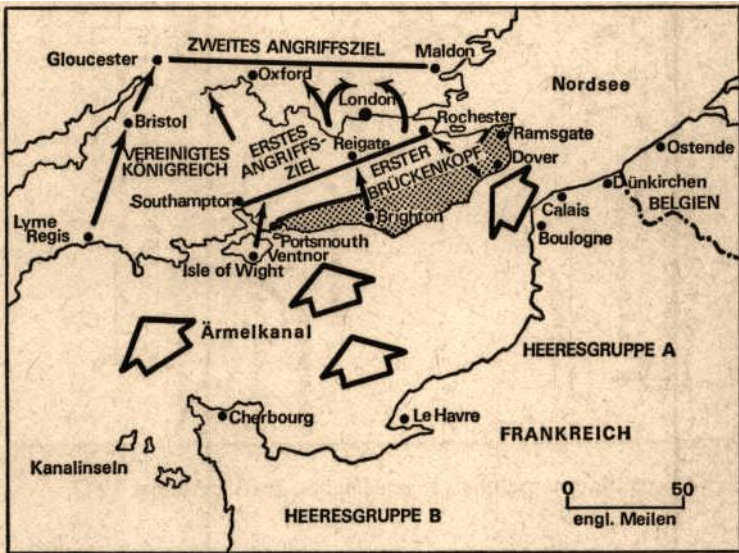 ZWEITES ANGRIFFSZIEL
Gloucester
Maldon
Oxford
Nordsee
London
Rochester
Bristol
Ramsgate
ERSTES
ANGRIFFS-
ZIEL
Reigate
Ostende
VEREINIGTES
KÖNIGREICH
ERSTER
BRÜCKENKOPF
Dover
Dünkirchen
Southampton
Calais
BELGIEN
Lyme
Regis
Brighton
Portsmouth
Boulogne
Ventnor
Isle of Wight
Ärmelkanal
HEERESGRUPPE A
Cherbourg
Le Havre
FRANKREICH
Kanalinseln
0 50
engl. Meilen
HEERESGRUPPE B